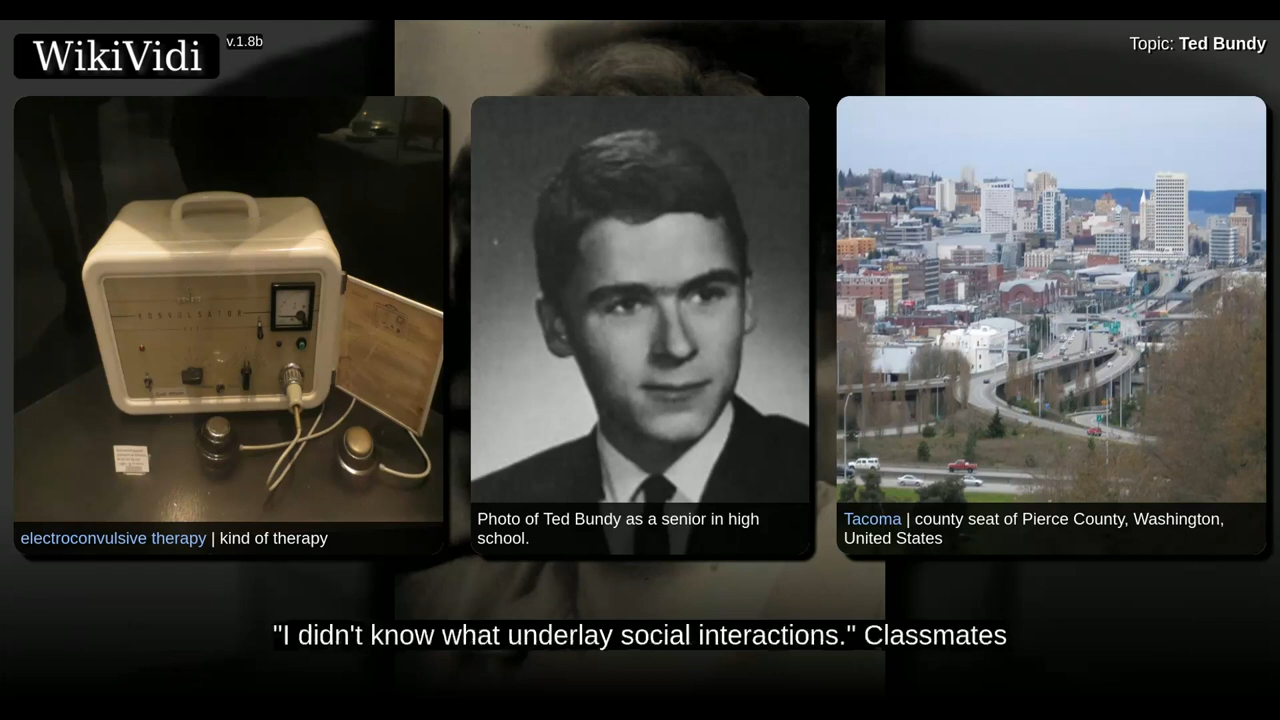 WikiVidi
v.1.8b
Topic: Ted Bundy
KONVULSATOR
electroconvulsive therapy | kind of therapy
Photo of Ted Bundy as a senior in high
school.
Tacoma | county seat of Pierce County, Washington,
United States
"I didn't know what underlay social interactions." Classmates